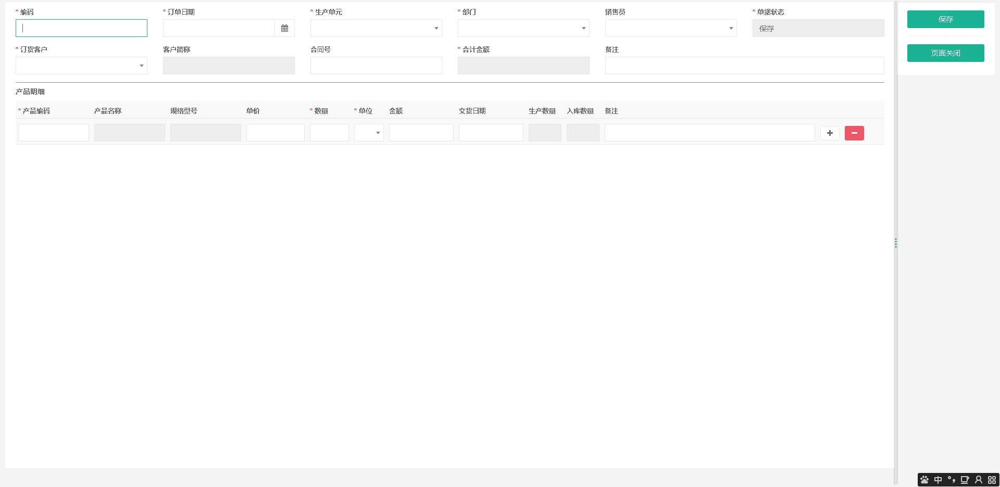 * 编码 * 订单日期 * 生产单元 * 部门 销售员 * 单据状态
保存
* 订货客户 客户简称 合同号 * 合计金额 备注
产品明细
* 产品编码 产品名称 规格型号 单价 * 数量 * 单位 金额 交货日期 生产数量 入库数量 备注
保存
页面关闭
中